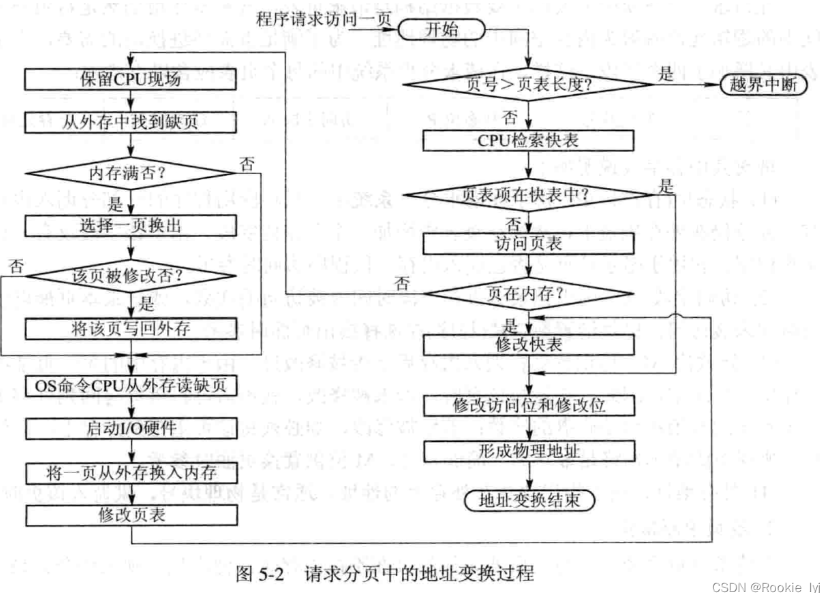 程序请求访问一页
开始
页号＞页表长度？
是
越界中断
否
CPU检索快表
页表项在快表中？
是
否
访问页表
否
页在内存？
是
修改快表
修改访问位和修改位
形成物理地址
地址变换结束
保留CPU现场
从外存中找到缺页
内存满否？
否
是
选择一页换出
否
该页被修改否？
是
将该页写回外存
OS命令CPU从外存读缺页
启动I/O硬件
将一页从外存换入内存
修改页表
图 5-2 请求分页中的地址变换过程
CSDN @Rookie_lyj